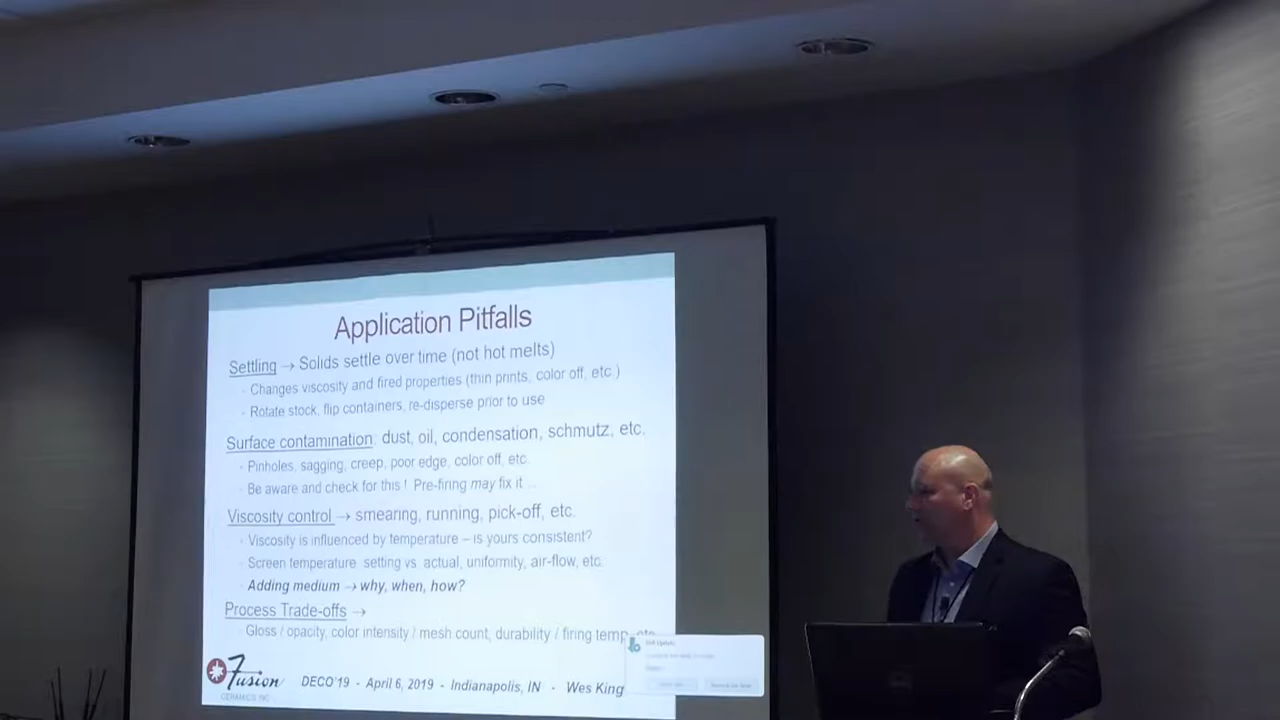 Application Pitfalls
Settling → Solids settle over time (not hot melts)
- Changes viscosity and fired properties (thin prints, color off, etc.)
- Rotate stock, flip containers, re-disperse prior to use
Surface contamination: dust, oil, condensation, schmutz, etc.
- Pinholes, sagging, creep, poor edge, color off, etc.
- Be aware and check for this! Pre-firing may fix it ...
Viscosity control → smearing, running, pick-off, etc.
- Viscosity is influenced by temperature – is yours consistent?
- Screen temperature setting vs. actual, uniformity, air-flow, etc.
- Adding medium → why, when, how?
Process Trade-offs →
- Gloss / opacity, color intensity / mesh count, durability / firing temp, etc.
Fusion
CERAMICS INC
DECO'19 - April 6, 2019 - Indianapolis, IN - Wes King
Dell Update